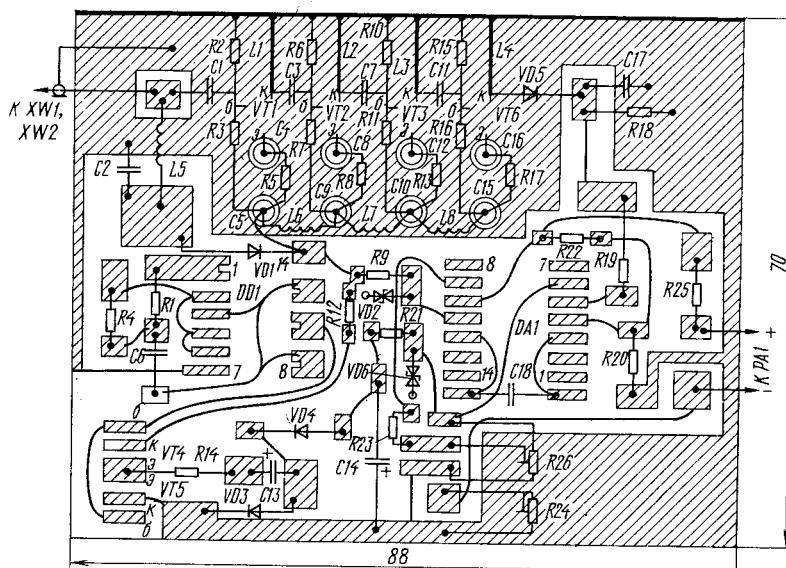 R2
L1
R6
L2
R10
L3
R15
L4
C1
C3
C7
C11
VD5
C17
К XW1,
XW2
К
К
К
К
б
VT1
б
VT2
б
VT3
б
VT6
R18
R3
R7
R11
R16
Э
C4
Э
C8
Э
C12
Э
C16
C2
L5
R5
R8
R13
R17
C5
L6
C9
L7
C10
L8
C15
VD1
14
R9
8
7
R22
R19
R25
1
DD1
R4
R1
R12
VD2
R21
DA1
70
C6
7
8
VD6
14
C18
1
R20
+
–
К PA1
б
К
VT4
R14
Э
Э
VT5
К
б
VD4
VD3
C13
+
R23
C14
+
R26
R24
88